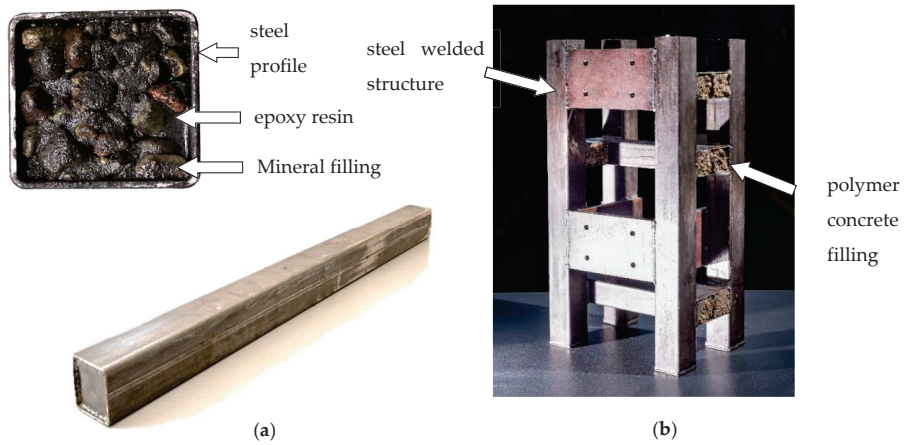 steel
profile
epoxy resin
Mineral filling
steel welded
structure
polymer
concrete
filling
(a)
(b)